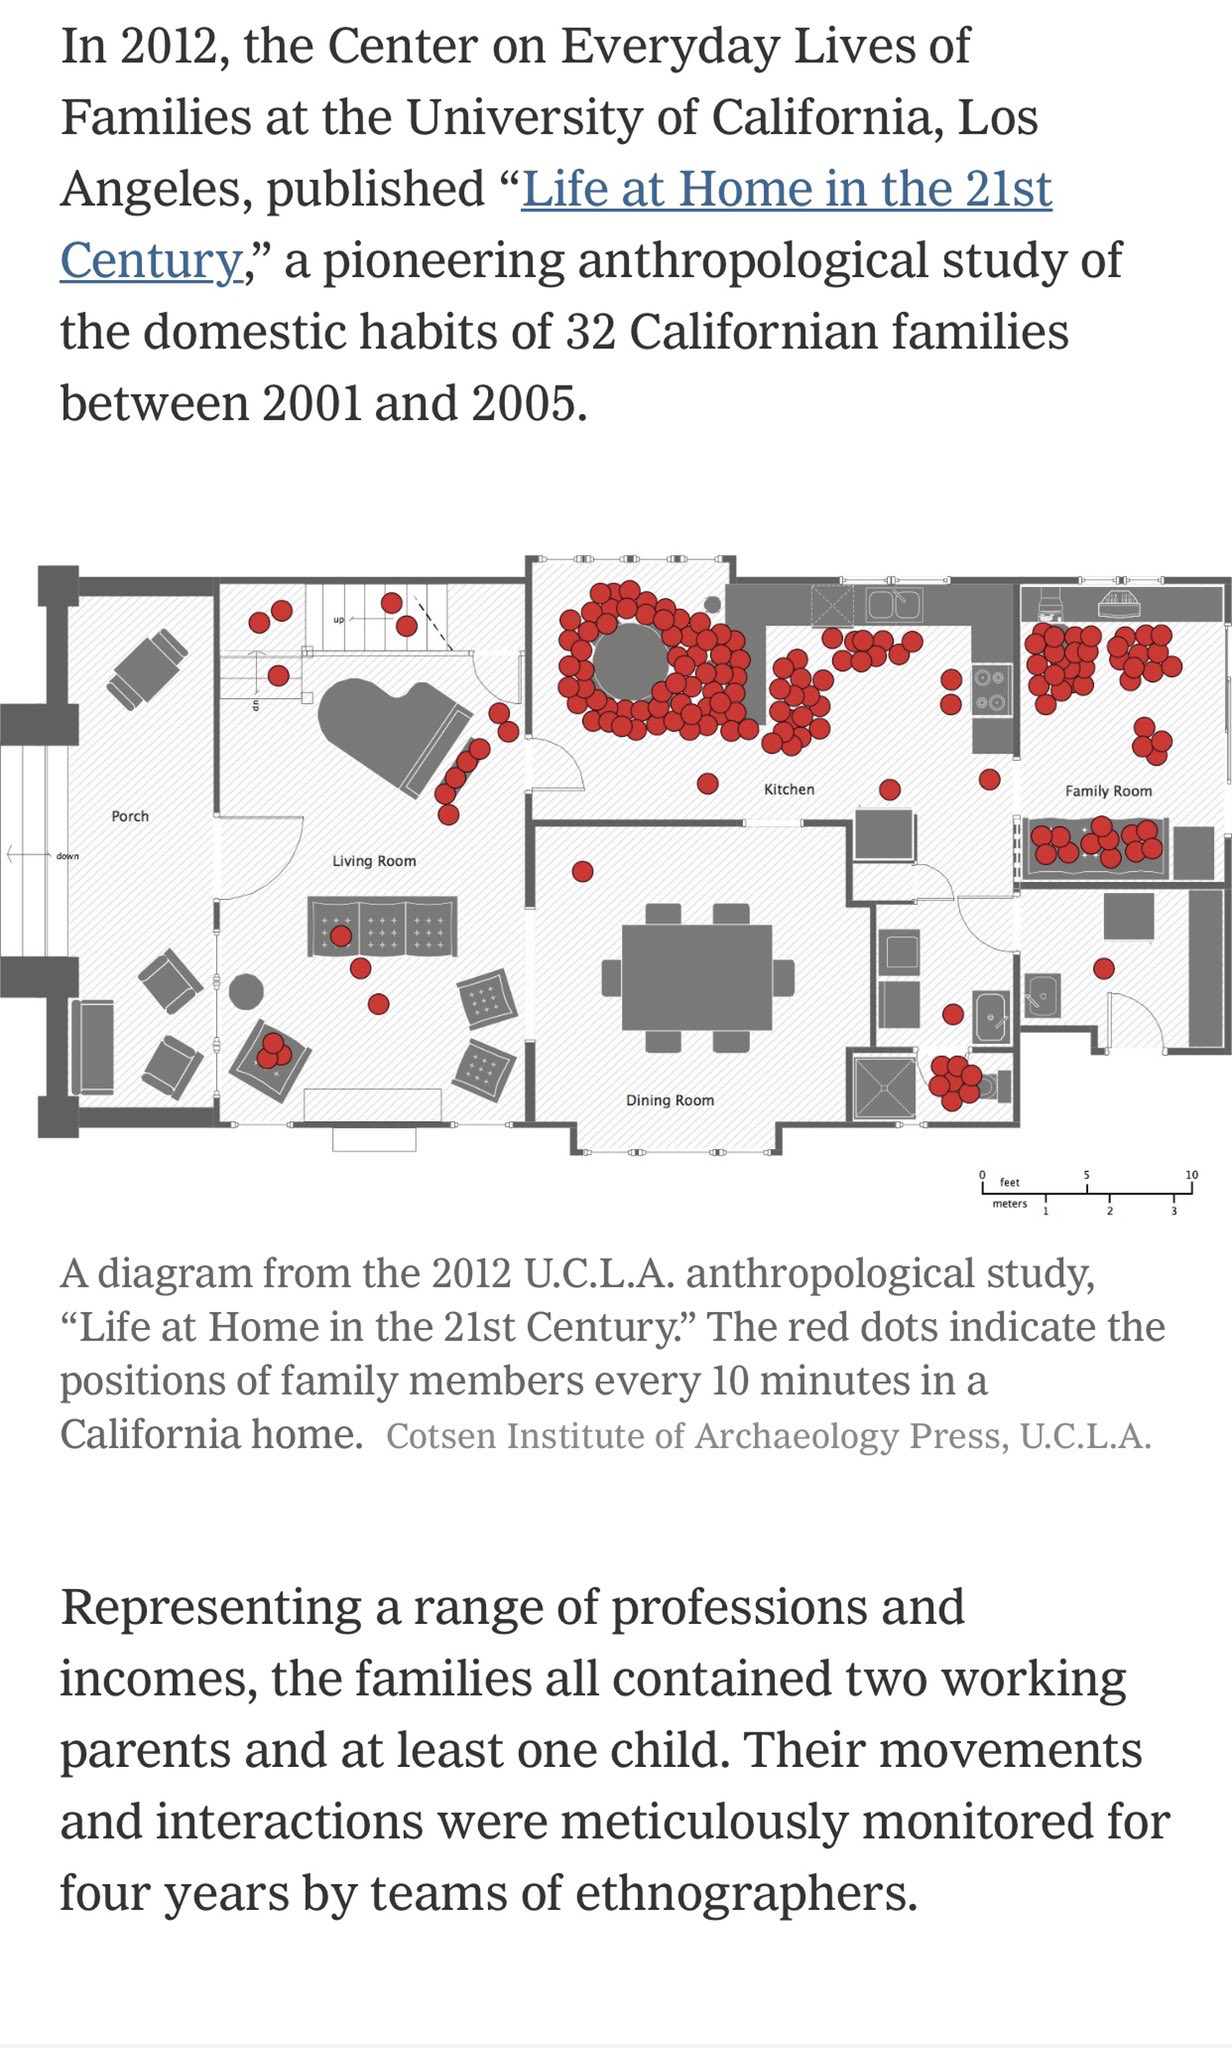 In 2012, the Center on Everyday Lives of
Families at the University of California, Los
Angeles, published “Life at Home in the 21st
Century,” a pioneering anthropological study of
the domestic habits of 32 Californian families
between 2001 and 2005.
up
dn
Kitchen
Family Room
Porch
down
Living Room
Dining Room
0 feet 5 10
meters 1 2 3
A diagram from the 2012 U.C.L.A. anthropological study,
“Life at Home in the 21st Century.” The red dots indicate the
positions of family members every 10 minutes in a
California home. Cotsen Institute of Archaeology Press, U.C.L.A.
Representing a range of professions and
incomes, the families all contained two working
parents and at least one child. Their movements
and interactions were meticulously monitored for
four years by teams of ethnographers.